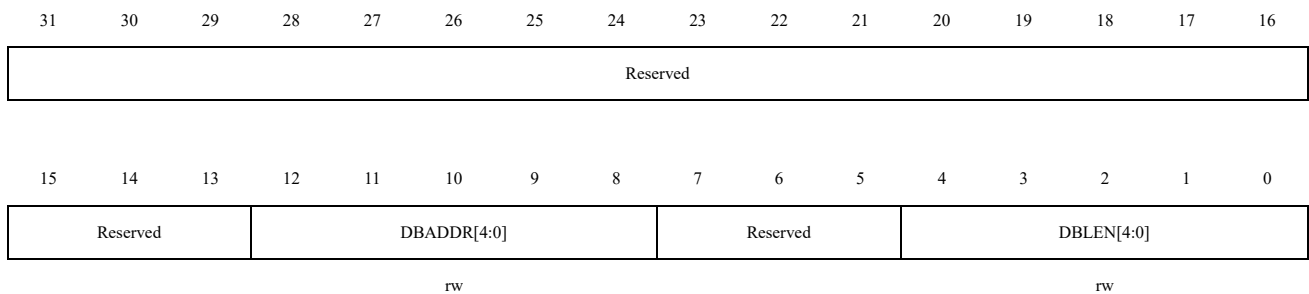 31 30 29 28 27 26 25 24 23 22 21 20 19 18 17 16
Reserved
15 14 13 12 11 10 9 8 7 6 5 4 3 2 1 0
Reserved DBADDR[4:0] Reserved DBLEN[4:0]
rw rw